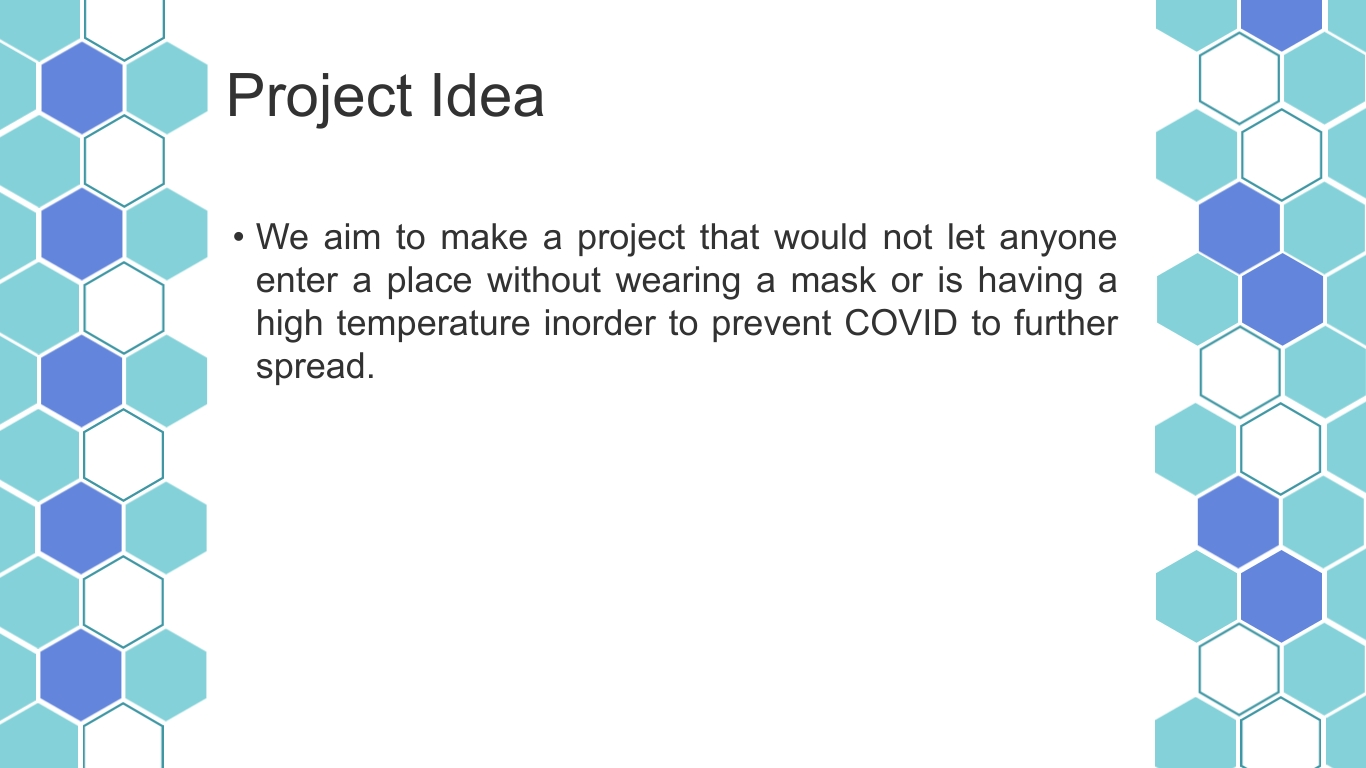 Project Idea
• We aim to make a project that would not let anyone
enter a place without wearing a mask or is having a
high temperature inorder to prevent COVID to further
spread.